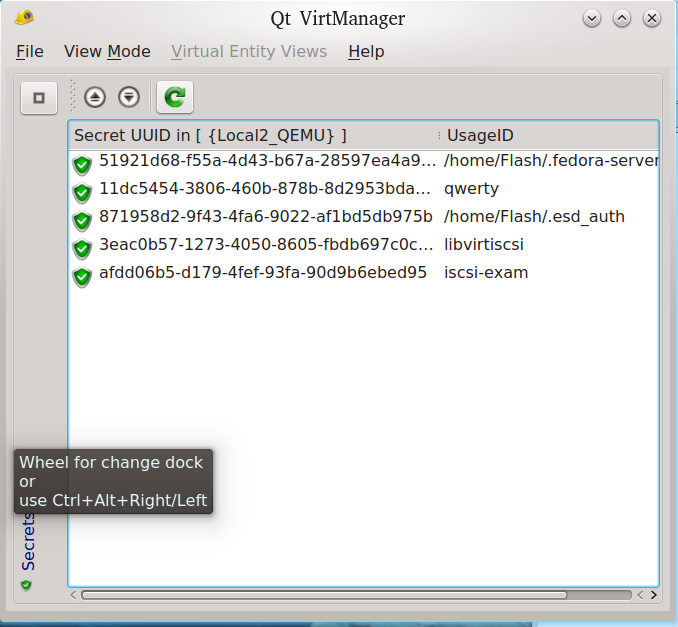 Qt VirtManager
File View Mode Virtual Entity Views Help
Secret UUID in [ {Local2_QEMU} ] UsageID
51921d68-f55a-4d43-b67a-28597ea4a9... /home/Flash/.fedora-server
11dc5454-3806-460b-878b-8d2953bda... qwerty
871958d2-9f43-4fa6-9022-af1bd5db975b /home/Flash/.esd_auth
3eac0b57-1273-4050-8605-fbdb697c0c... libvirtiscsi
afdd06b5-d179-4fef-93fa-90d9b6ebed95 iscsi-exam
Wheel for change dock
or
use Ctrl+Alt+Right/Left
Secrets